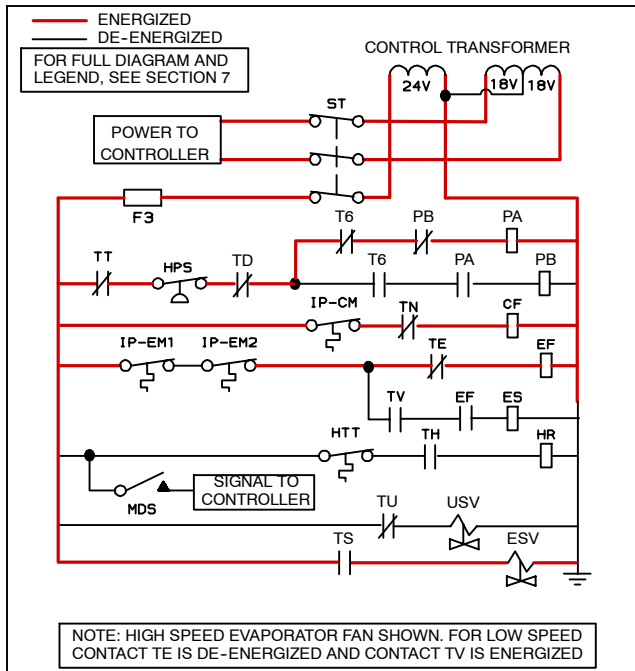 ENERGIZED
DE-ENERGIZED
FOR FULL DIAGRAM AND
LEGEND, SEE SECTION 7
CONTROL TRANSFORMER
24V
18V
18V
ST
POWER TO
CONTROLLER
F3
T6
PB
PA
TT
HPS
TD
T6
PA
PB
IP-CM
TN
CF
IP-EM1
IP-EM2
TE
EF
TV
EF
ES
HTT
TH
HR
SIGNAL TO
CONTROLLER
MDS
TU
USV
TS
ESV
NOTE: HIGH SPEED EVAPORATOR FAN SHOWN. FOR LOW SPEED
CONTACT TE IS DE-ENERGIZED AND CONTACT TV IS ENERGIZED